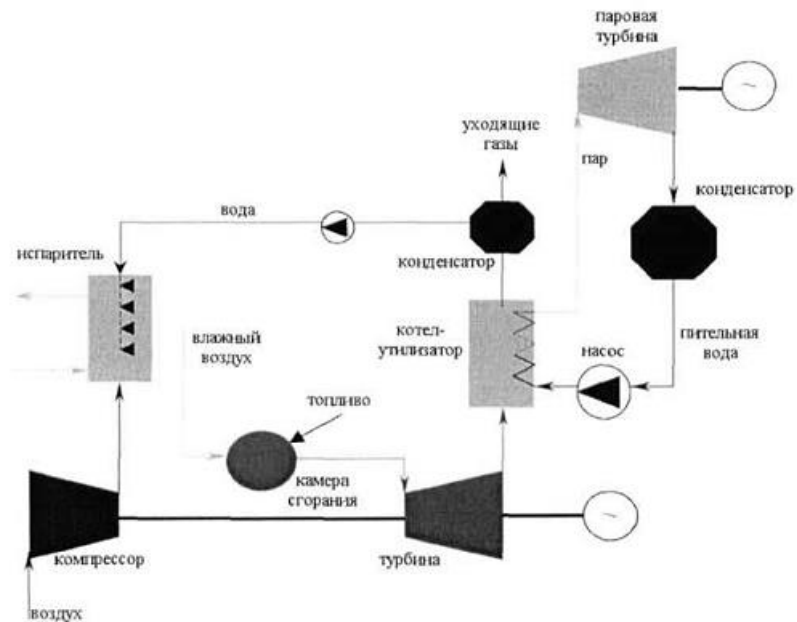 паровая
турбина
уходящие
газы
пар
конденсатор
вода
испаритель
конденсатор
влажный
воздух
котел-
утилизатор
насос
пительная
вода
топливо
камера
сгорания
компрессор
турбина
воздух